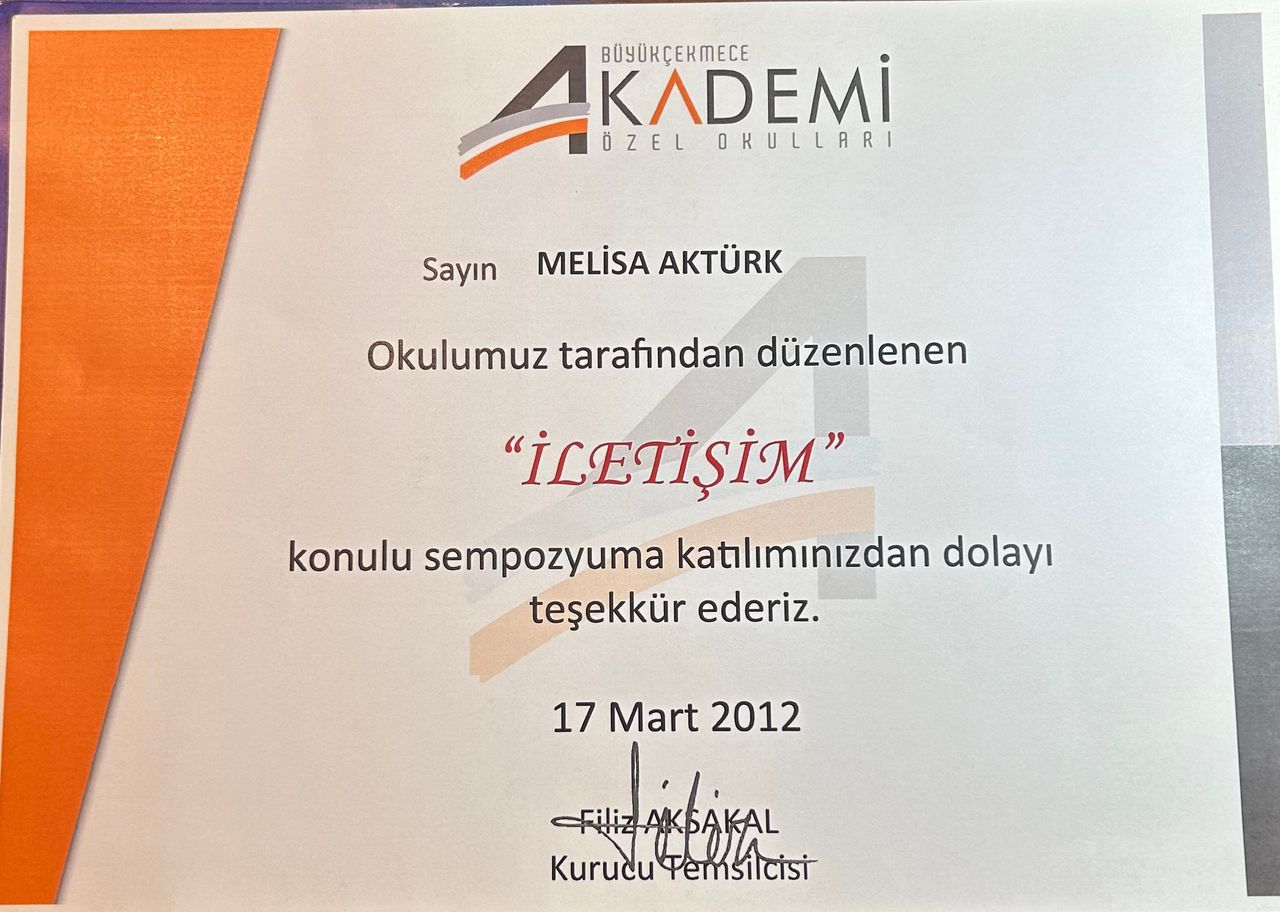 BÜYÜKÇEKMECE
AKADEMİ
ÖZEL OKULLARI
Sayın MELİSA AKTÜRK
Okulumuz tarafından düzenlenen
“İLETİŞİM”
konulu sempozyuma katılımınızdan dolayı
teşekkür ederiz.
17 Mart 2012
Filiz AKSAKAL
Kurucu Temsilcisi